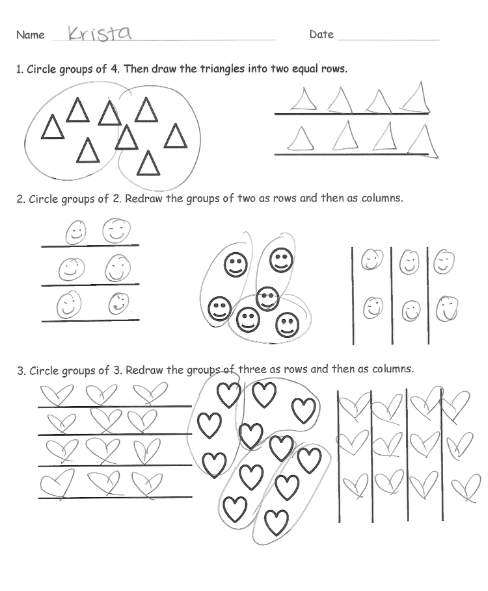 Name Krista Date
1. Circle groups of 4. Then draw the triangles into two equal rows.
2. Circle groups of 2. Redraw the groups of two as rows and then as columns.
3. Circle groups of 3. Redraw the groups of three as rows and then as columns.